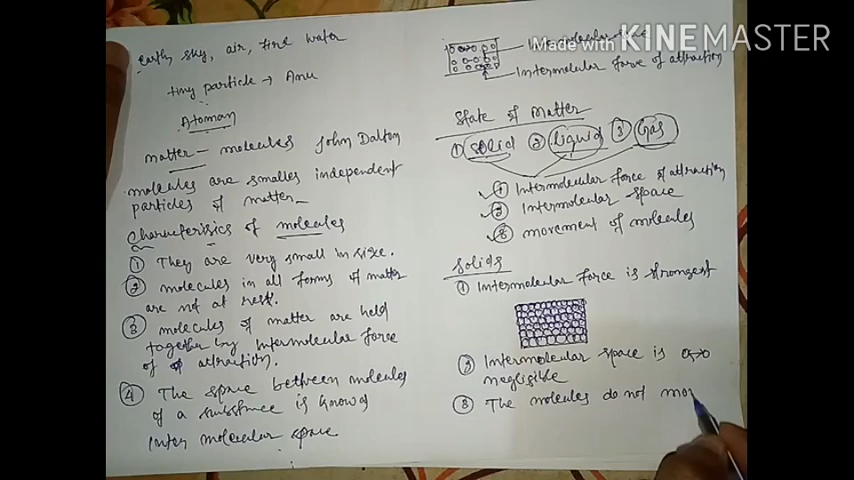 earth, sky, air, fire water
tiny particle → Anu
Atoman
matter - molecules John Dalton
molecules are smalles independent
particles of matter.
Characterisics of molecules
① They are very small in size.
② molecules in all forms of matter
are not at rest.
③ molecules of matter are held
together by intermolecular force
of attraction.
④ The space between molecules
of a substance is known
Inter molecular space
Made with KINEMASTER
Intermolecular force of attraction
State of Matter
① Solid ② Liquid ③ Gas
① Intermolecular force of attraction
② Intermolecular space
③ movement of molecules
Solids
① Intermolecular force is strongest
② Intermolecular space is
negligible
③ The molecules do not mov